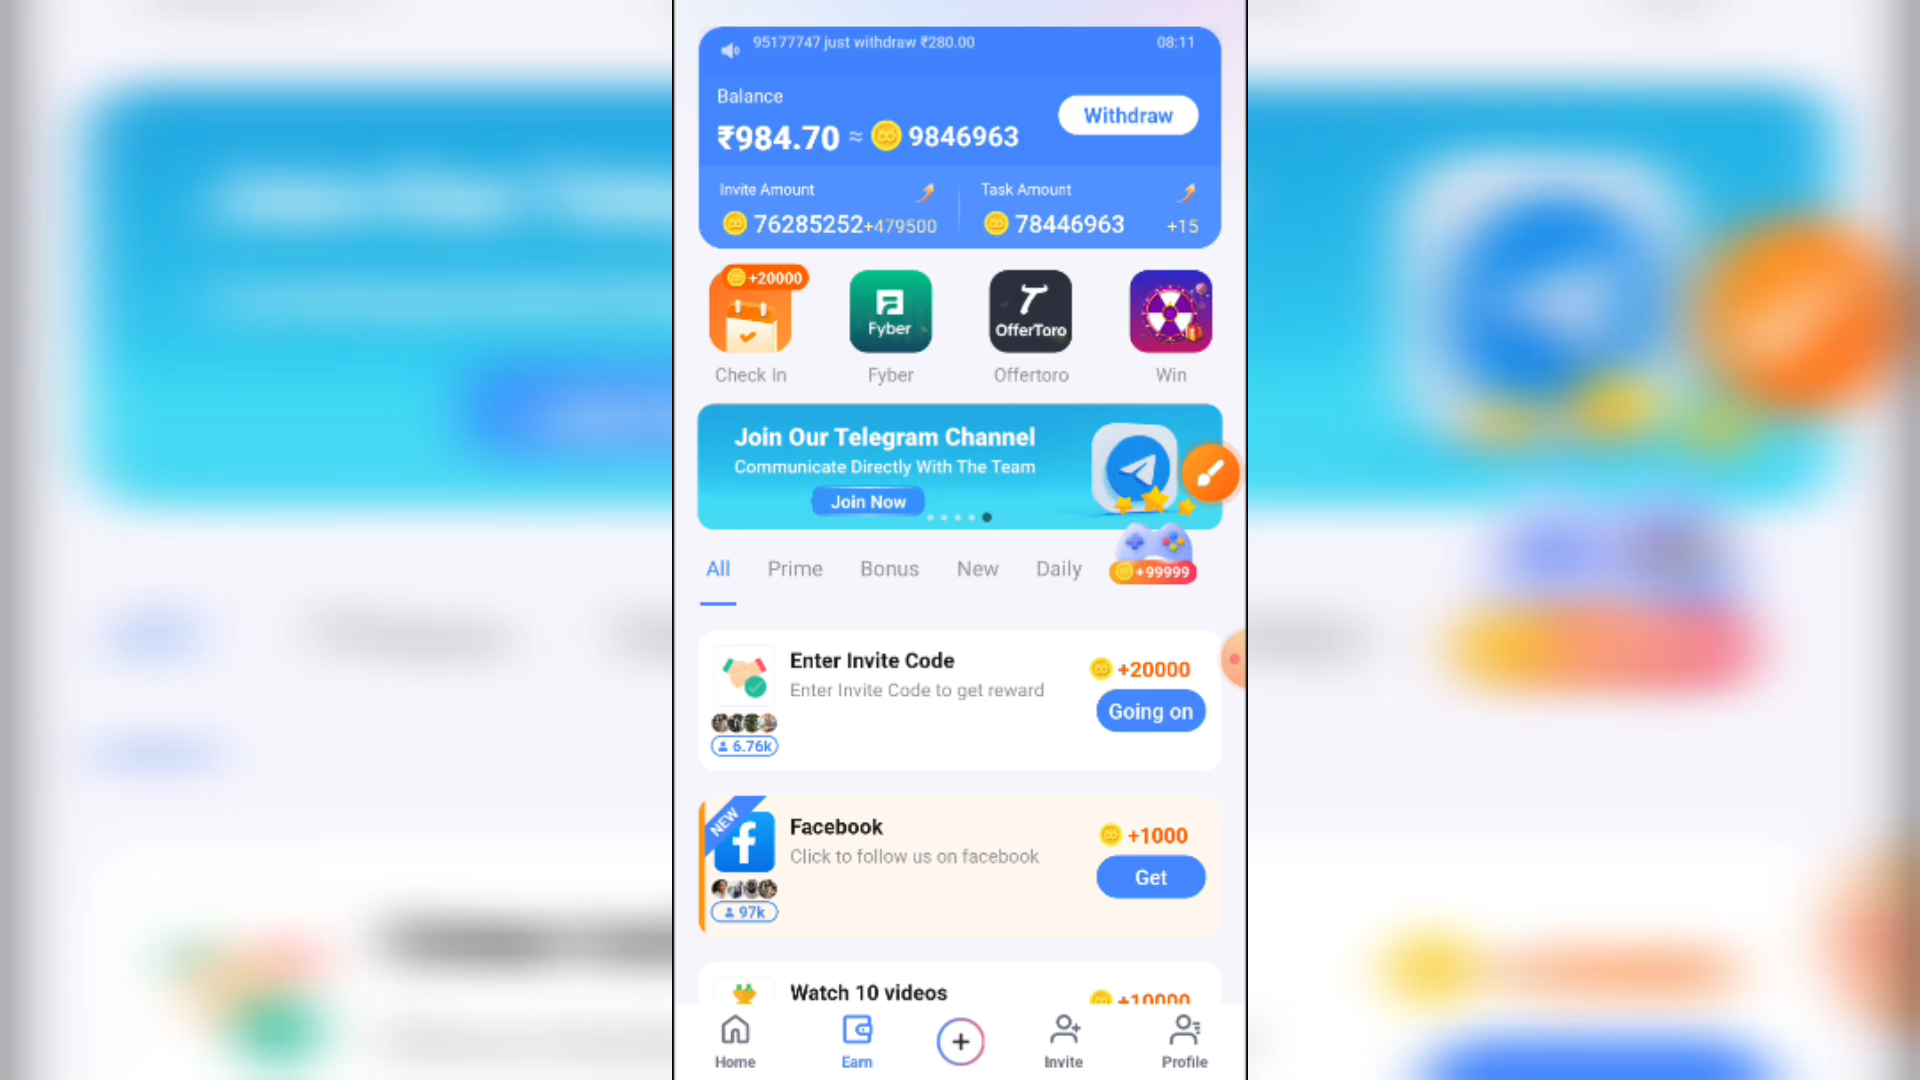 95177747 just withdraw ₹280.00 08:11
Balance
₹984.70 ≈ 9846963
Withdraw
Invite Amount
76285252+479500
Task Amount
78446963 +15
+20000
Fyber
OfferToro
Check In Fyber Offertoro Win
Join Our Telegram Channel
Communicate Directly With The Team
Join Now
All Prime Bonus New Daily
+99999
Enter Invite Code
Enter Invite Code to get reward
6.76k
+20000
Going on
NEW
Facebook
Click to follow us on facebook
97k
+1000
Get
Watch 10 videos
+10000
Home Earn Invite Profile